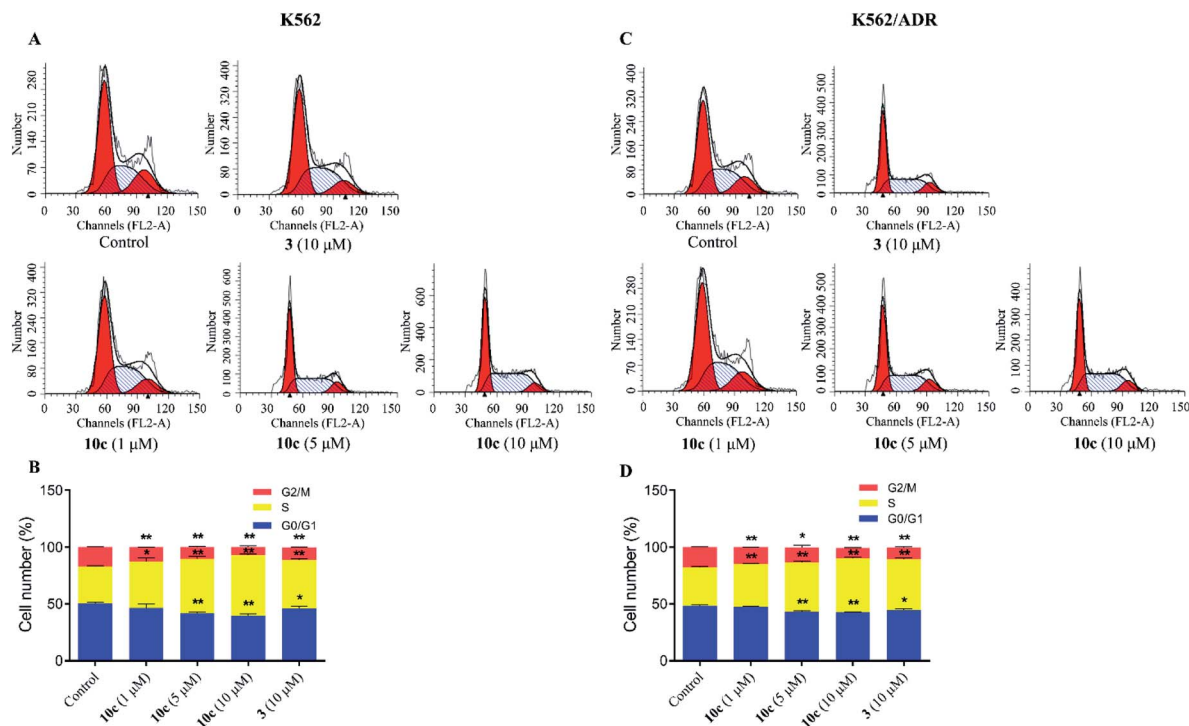 K562
K562/ADR
A
Number
0 70 140 210 280
0 30 60 90 120 150
Channels (FL2-A)
Control
Number
0 80 160 240 320 400
0 30 60 90 120 150
Channels (FL2-A)
3 (10 μM)
Number
0 80 160 240 320 400
0 30 60 90 120 150
Channels (FL2-A)
10c (1 μM)
Number
0 100 200 300 400 500 600
0 30 60 90 120 150
Channels (FL2-A)
10c (5 μM)
Number
0 200 400 600
0 30 60 90 120 150
Channels (FL2-A)
10c (10 μM)
B
G2/M
S
G0/G1
Cell number (%)
150
100
50
0
** ** ** **
* ** ** **
** ** *
Control
10c (1 μM)
10c (5 μM)
10c (10 μM)
3 (10 μM)
C
Number
0 80 160 240 320 400
0 30 60 90 120 150
Channels (FL2-A)
Control
Number
0 100 200 300 400 500
0 30 60 90 120 150
Channels (FL2-A)
3 (10 μM)
Number
0 70 140 210 280
0 30 60 90 120 150
Channels (FL2-A)
10c (1 μM)
Number
0 100 200 300 400 500
0 30 60 90 120 150
Channels (FL2-A)
10c (5 μM)
Number
0 100 200 300 400
0 30 60 90 120 150
Channels (FL2-A)
10c (10 μM)
D
G2/M
S
G0/G1
Cell number (%)
150
100
50
0
** * ** **
** ** ** **
** ** *
Control
10c (1 μM)
10c (5 μM)
10c (10 μM)
3 (10 μM)